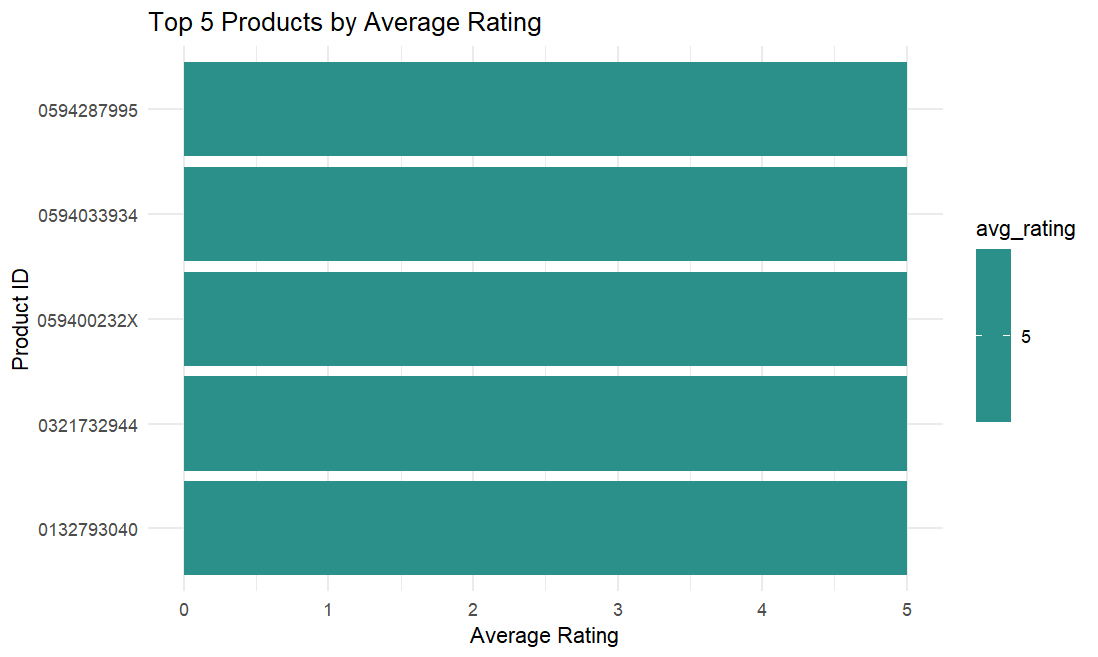 Top 5 Products by Average Rating
Product ID
0594287995
0594033934
059400232X
0321732944
0132793040
0 1 2 3 4 5
Average Rating
avg_rating
5